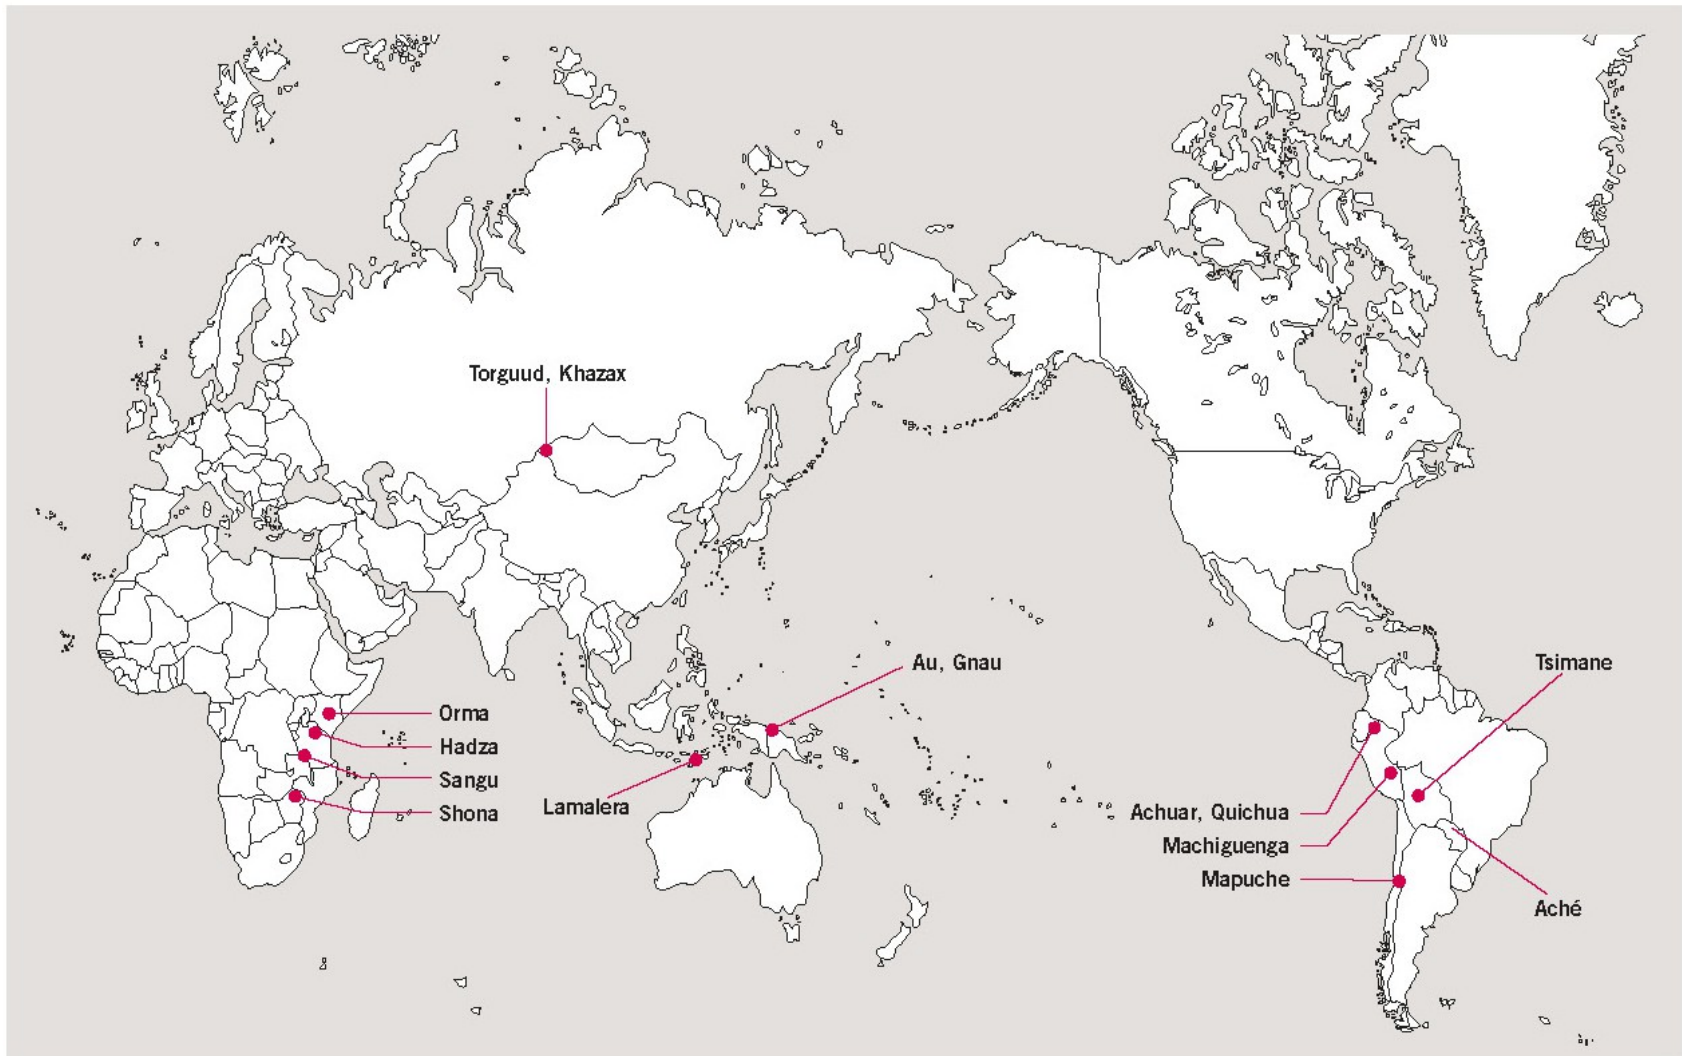 Torguud, Khazax
Au, Gnau
Tsimane
Orma
Hadza
Sangu
Shona
Lamalera
Achuar, Quichua
Machiguenga
Mapuche
Aché